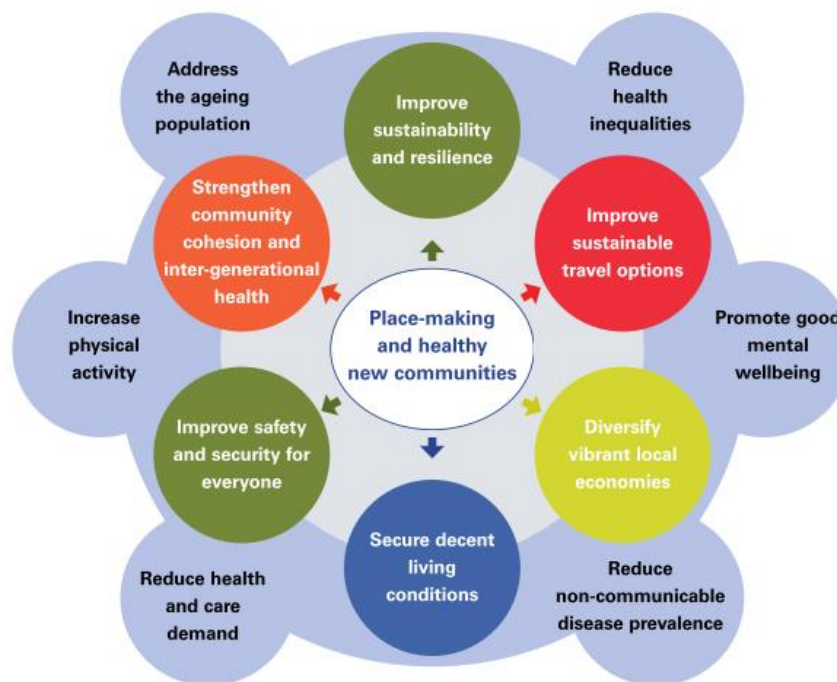 Address
the ageing
population
Improve
sustainability
and resilience
Reduce
health
inequalities
Strengthen
community
cohesion and
inter-generational
health
Improve
sustainable
travel options
Increase
physical
activity
Place-making
and healthy
new communities
Promote good
mental
wellbeing
Improve safety
and security for
everyone
Diversify
vibrant local
economies
Reduce health
and care
demand
Secure decent
living
conditions
Reduce
non-communicable
disease prevalence